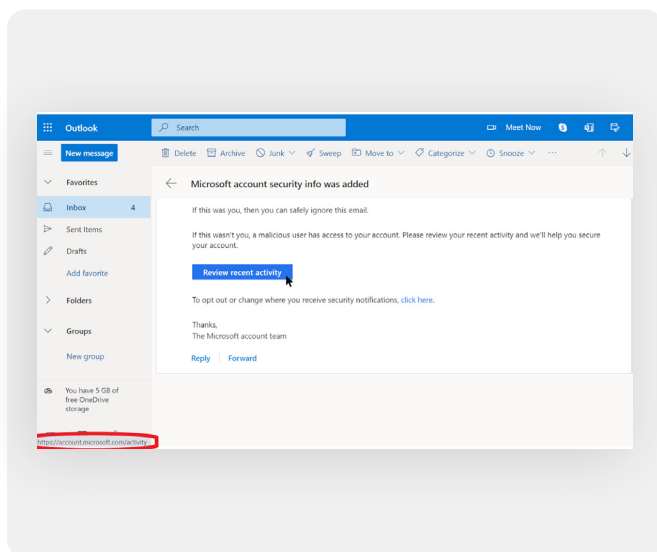 Outlook
Search
Meet Now
New message
Delete Archive Junk Sweep Move to Categorize Snooze ...
Favorites
Microsoft account security info was added
Inbox 4
If this was you, then you can safely ignore this email.
Sent Items
If this wasn't you, a malicious user has access to your account. Please review your recent activity and we'll help you secure
your account.
Drafts
Add favorite
Review recent activity
Folders
To opt out or change where you receive security notifications, click here.
Groups
Thanks,
The Microsoft account team
New group
Reply Forward
You have 5 GB of
free OneDrive
storage
https://account.microsoft.com/activity